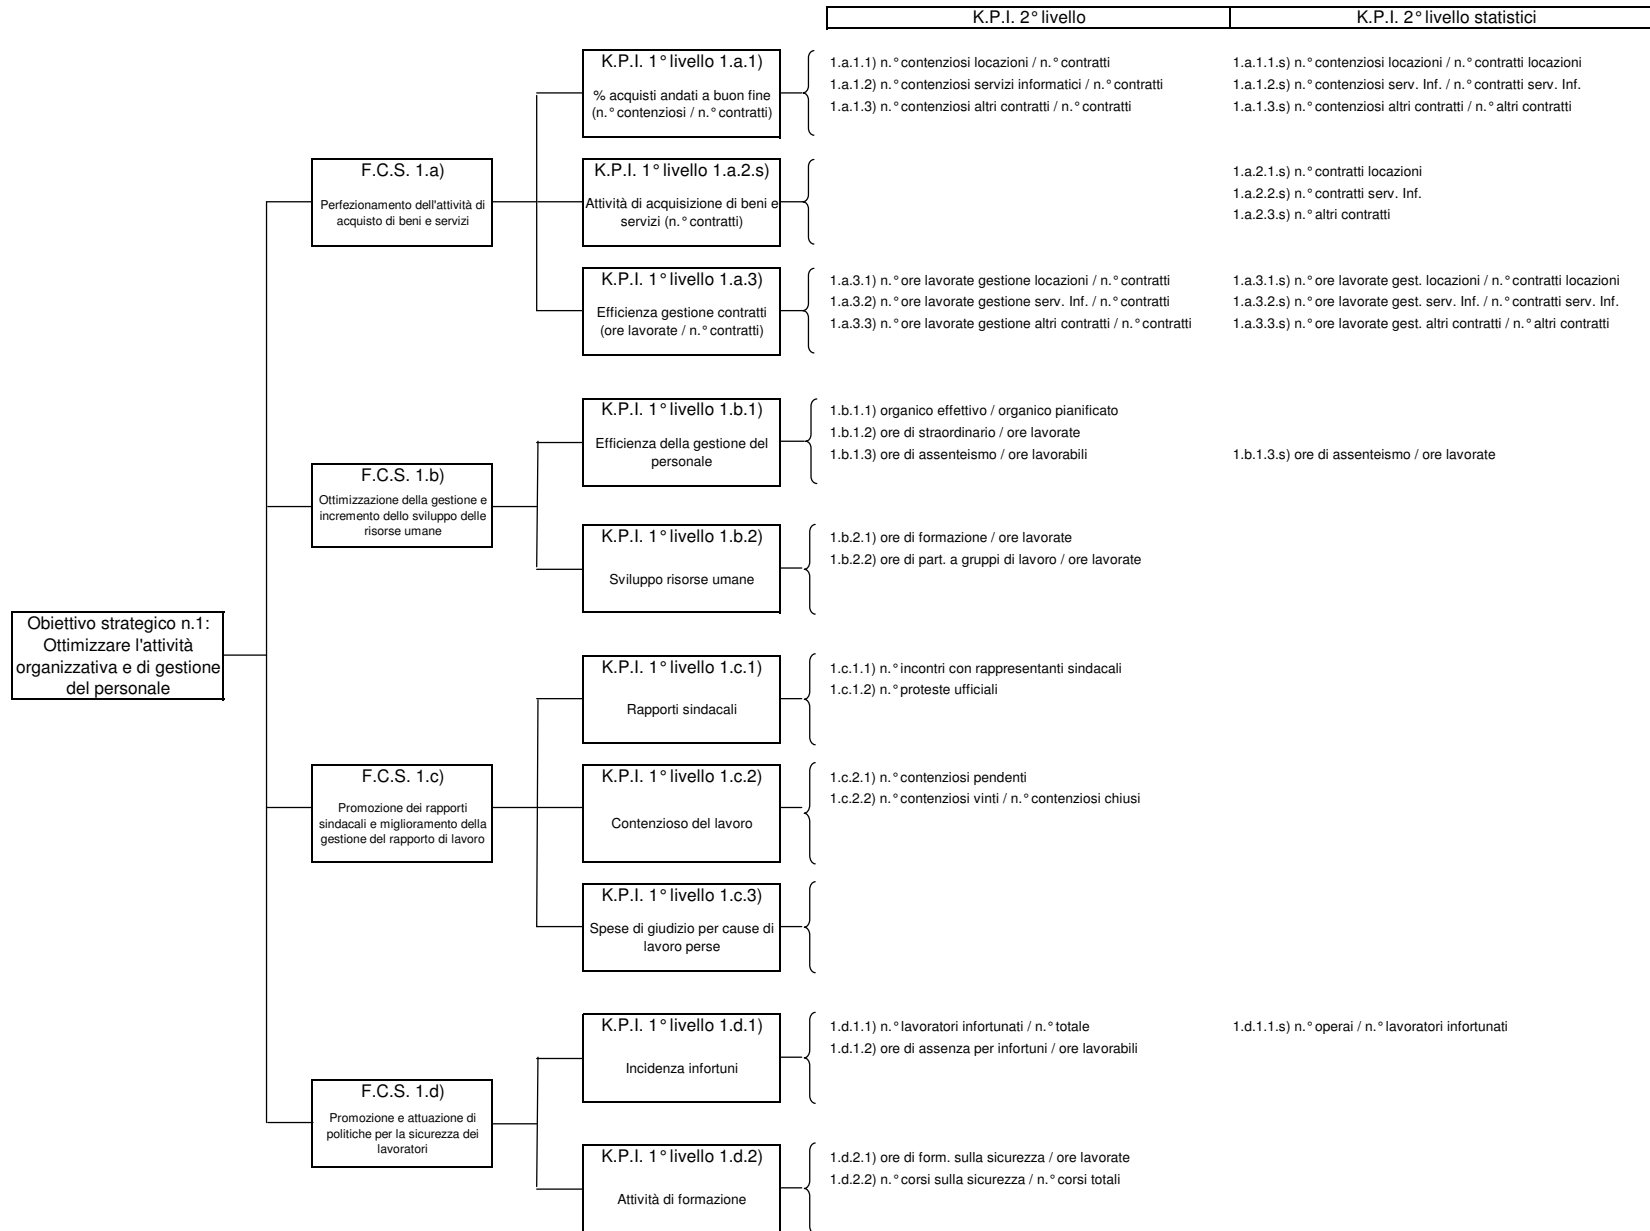 K.P.I. 2° livello
K.P.I. 2° livello statistici
K.P.I. 1° livello 1.a.1)
% acquisti andati a buon fine
(n.° contenziosi / n.° contratti)
1.a.1.1) n.° contenziosi locazioni / n.° contratti
1.a.1.2) n.° contenziosi servizi informatici / n.° contratti
1.a.1.3) n.° contenziosi altri contratti / n.° contratti
1.a.1.1.s) n.° contenziosi locazioni / n.° contratti locazioni
1.a.1.2.s) n.° contenziosi serv. Inf. / n.° contratti serv. Inf.
1.a.1.3.s) n.° contenziosi altri contratti / n.° altri contratti
F.C.S. 1.a)
Perfezionamento dell'attività di
acquisto di beni e servizi
K.P.I. 1° livello 1.a.2.s)
Attività di acquisizione di beni e
servizi (n.° contratti)
1.a.2.1.s) n.° contratti locazioni
1.a.2.2.s) n.° contratti serv. Inf.
1.a.2.3.s) n.° altri contratti
K.P.I. 1° livello 1.a.3)
Efficienza gestione contratti
(ore lavorate / n.° contratti)
1.a.3.1) n.° ore lavorate gestione locazioni / n.° contratti
1.a.3.2) n.° ore lavorate gestione serv. Inf. / n.° contratti
1.a.3.3) n.° ore lavorate gestione altri contratti / n.° contratti
1.a.3.1.s) n.° ore lavorate gest. locazioni / n.° contratti locazioni
1.a.3.2.s) n.° ore lavorate gest. serv. Inf. / n.° contratti serv. Inf.
1.a.3.3.s) n.° ore lavorate gest. altri contratti / n.° altri contratti
K.P.I. 1° livello 1.b.1)
Efficienza della gestione del
personale
1.b.1.1) organico effettivo / organico pianificato
1.b.1.2) ore di straordinario / ore lavorate
1.b.1.3) ore di assenteismo / ore lavorabili
1.b.1.3.s) ore di assenteismo / ore lavorate
F.C.S. 1.b)
Ottimizzazione della gestione e
incremento dello sviluppo delle
risorse umane
K.P.I. 1° livello 1.b.2)
Sviluppo risorse umane
1.b.2.1) ore di formazione / ore lavorate
1.b.2.2) ore di part. a gruppi di lavoro / ore lavorate
Obiettivo strategico n.1:
Ottimizzare l'attività
organizzativa e di gestione
del personale
K.P.I. 1° livello 1.c.1)
Rapporti sindacali
1.c.1.1) n.° incontri con rappresentanti sindacali
1.c.1.2) n.° proteste ufficiali
F.C.S. 1.c)
Promozione dei rapporti
sindacali e miglioramento della
gestione del rapporto di lavoro
K.P.I. 1° livello 1.c.2)
Contenzioso del lavoro
1.c.2.1) n.° contenziosi pendenti
1.c.2.2) n.° contenziosi vinti / n.° contenziosi chiusi
K.P.I. 1° livello 1.c.3)
Spese di giudizio per cause di
lavoro perse
K.P.I. 1° livello 1.d.1)
Incidenza infortuni
1.d.1.1) n.° lavoratori infortunati / n.° totale
1.d.1.2) ore di assenza per infortuni / ore lavorabili
1.d.1.1.s) n.° operai / n.° lavoratori infortunati
F.C.S. 1.d)
Promozione e attuazione di
politiche per la sicurezza dei
lavoratori
K.P.I. 1° livello 1.d.2)
Attività di formazione
1.d.2.1) ore di form. sulla sicurezza / ore lavorate
1.d.2.2) n.° corsi sulla sicurezza / n.° corsi totali